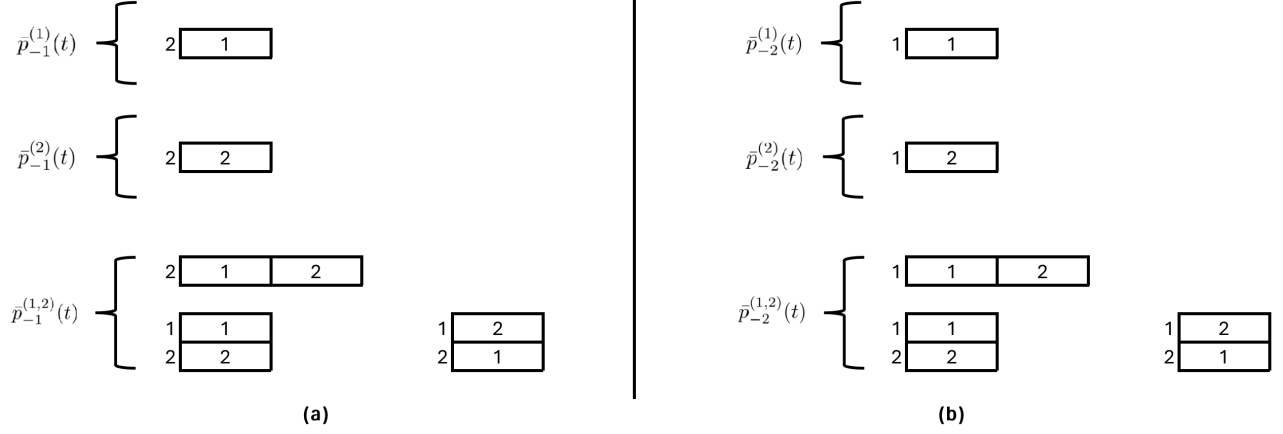 p̄₋₁⁽¹⁾(t) 2 1
p̄₋₁⁽²⁾(t) 2 2
p̄₋₁⁽¹,²⁾(t) 2 1 2
1 1 1 2
2 2 2 1
(a)
p̄₋₂⁽¹⁾(t) 1 1
p̄₋₂⁽²⁾(t) 1 2
p̄₋₂⁽¹,²⁾(t) 1 1 2
1 1 1 2
2 2 2 1
(b)